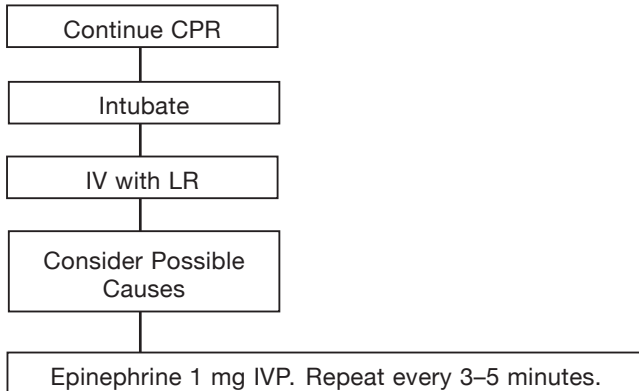 Continue CPR
Intubate
IV with LR
Consider Possible
Causes
Epinephrine 1 mg IVP. Repeat every 3–5 minutes.